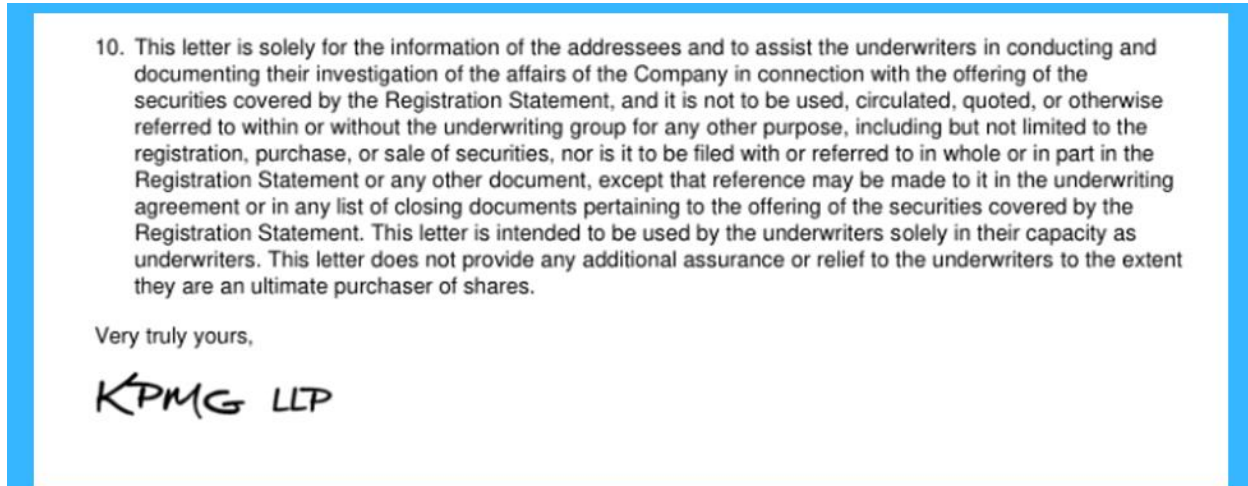 10. This letter is solely for the information of the addressees and to assist the underwriters in conducting and
documenting their investigation of the affairs of the Company in connection with the offering of the
securities covered by the Registration Statement, and it is not to be used, circulated, quoted, or otherwise
referred to within or without the underwriting group for any other purpose, including but not limited to the
registration, purchase, or sale of securities, nor is it to be filed with or referred to in whole or in part in the
Registration Statement or any other document, except that reference may be made to it in the underwriting
agreement or in any list of closing documents pertaining to the offering of the securities covered by the
Registration Statement. This letter is intended to be used by the underwriters solely in their capacity as
underwriters. This letter does not provide any additional assurance or relief to the underwriters to the extent
they are an ultimate purchaser of shares.
Very truly yours,
KPMG LLP